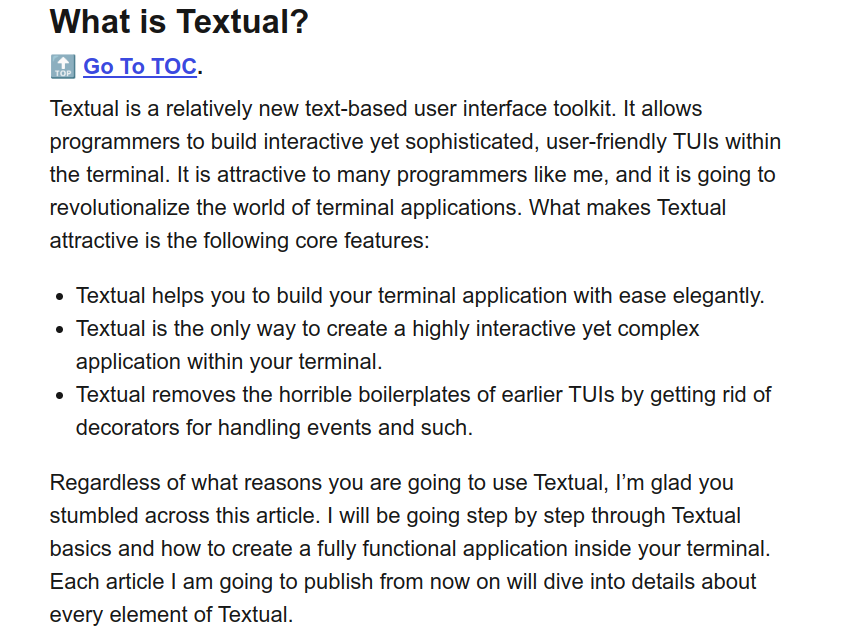 What is Textual?
TOP Go To TOC.
Textual is a relatively new text-based user interface toolkit. It allows
programmers to build interactive yet sophisticated, user-friendly TUIs within
the terminal. It is attractive to many programmers like me, and it is going to
revolutionalize the world of terminal applications. What makes Textual
attractive is the following core features:
• Textual helps you to build your terminal application with ease elegantly.
• Textual is the only way to create a highly interactive yet complex
application within your terminal.
• Textual removes the horrible boilerplates of earlier TUIs by getting rid of
decorators for handling events and such.
Regardless of what reasons you are going to use Textual, I’m glad you
stumbled across this article. I will be going step by step through Textual
basics and how to create a fully functional application inside your terminal.
Each article I am going to publish from now on will dive into details about
every element of Textual.